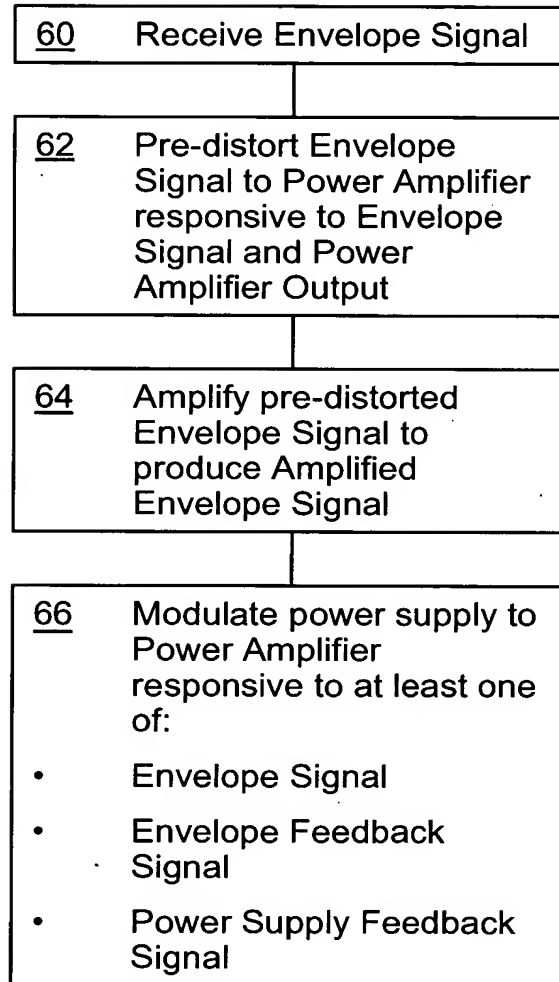 60 Receive Envelope Signal
62 Pre-distort Envelope
Signal to Power Amplifier
responsive to Envelope
Signal and Power
Amplifier Output
64 Amplify pre-distorted
Envelope Signal to
produce Amplified
Envelope Signal
66 Modulate power supply to
Power Amplifier
responsive to at least one
of:
• Envelope Signal
• Envelope Feedback
Signal
• Power Supply Feedback
Signal